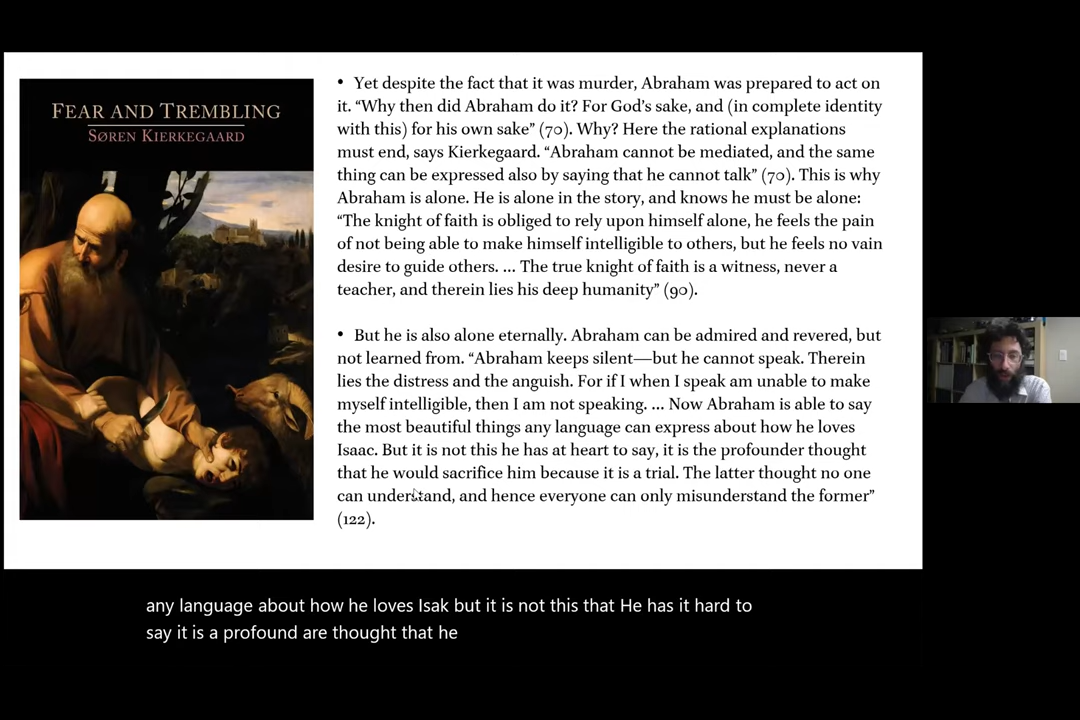 FEAR AND TREMBLING
SØREN KIERKEGAARD
• Yet despite the fact that it was murder, Abraham was prepared to act on
it. “Why then did Abraham do it? For God’s sake, and (in complete identity
with this) for his own sake” (70). Why? Here the rational explanations
must end, says Kierkegaard. “Abraham cannot be mediated, and the same
thing can be expressed also by saying that he cannot talk” (70). This is why
Abraham is alone. He is alone in the story, and knows he must be alone:
“The knight of faith is obliged to rely upon himself alone, he feels the pain
of not being able to make himself intelligible to others, but he feels no vain
desire to guide others. ... The true knight of faith is a witness, never a
teacher, and therein lies his deep humanity” (90).
• But he is also alone eternally. Abraham can be admired and revered, but
not learned from. “Abraham keeps silent—but he cannot speak. Therein
lies the distress and the anguish. For if I when I speak am unable to make
myself intelligible, then I am not speaking. ... Now Abraham is able to say
the most beautiful things any language can express about how he loves
Isaac. But it is not this he has at heart to say, it is the profounder thought
that he would sacrifice him because it is a trial. The latter thought no one
can understand, and hence everyone can only misunderstand the former”
(122).
any language about how he loves Isak but it is not this that He has it hard to
say it is a profound are thought that he